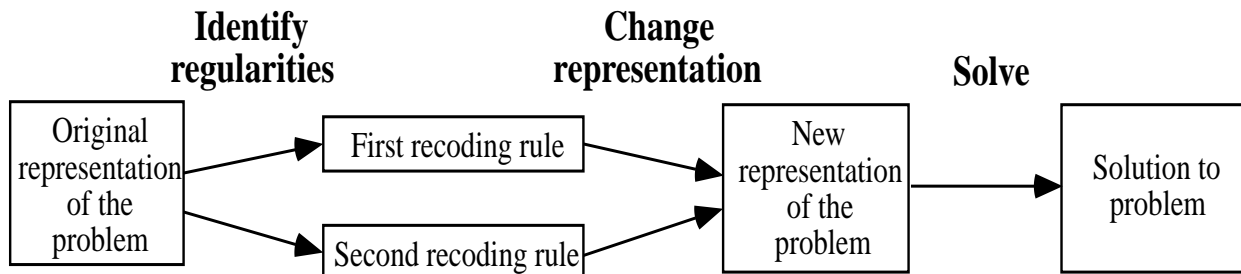 Identify
regularities
Change
representation
Solve
Original
representation
of the
problem
First recoding rule
Second recoding rule
New
representation
of the
problem
Solution to
problem